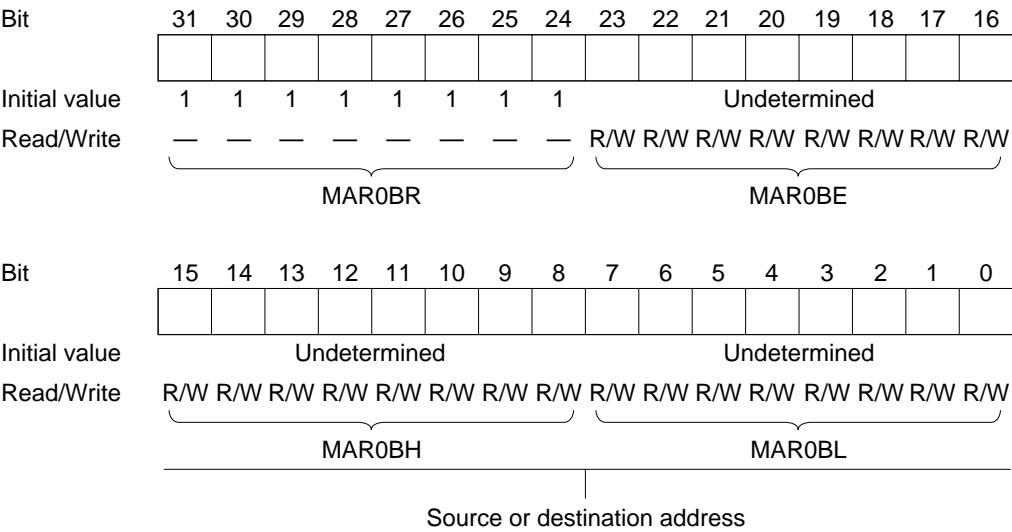 Bit 31 30 29 28 27 26 25 24 23 22 21 20 19 18 17 16
Initial value 1 1 1 1 1 1 1 1 Undetermined
Read/Write — — — — — — — — R/W R/W R/W R/W R/W R/W R/W R/W
MAR0BR MAR0BE
Bit 15 14 13 12 11 10 9 8 7 6 5 4 3 2 1 0
Initial value Undetermined Undetermined
Read/Write R/W R/W R/W R/W R/W R/W R/W R/W R/W R/W R/W R/W R/W R/W R/W R/W
MAR0BH MAR0BL
Source or destination address